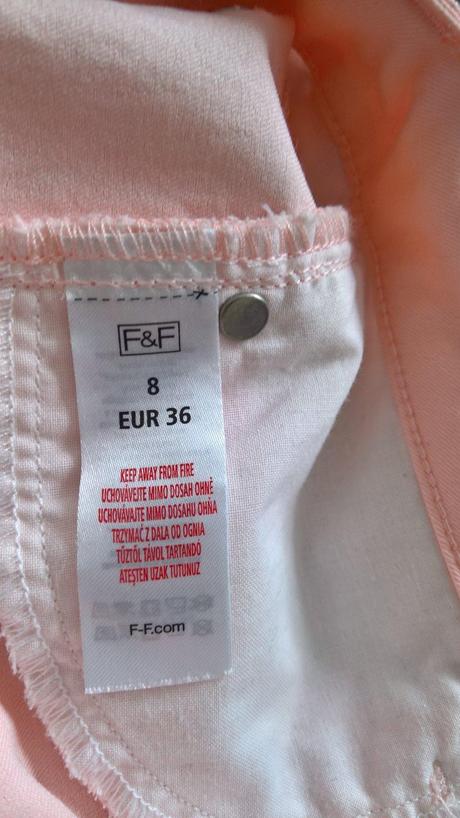 F&F
8
EUR 36
KEEP AWAY FROM FIRE
UCHOVÁVEJTE MIMO DOSAH OHNĚ
UCHOVÁVAJTE MIMO DOSAHU OHŇA
TRZYMAĆ Z DALA OD OGNIA
TŰZTŐL TÁVOL TARTANDÓ
ATEŞTEN UZAK TUTUNUZ
F-F.com